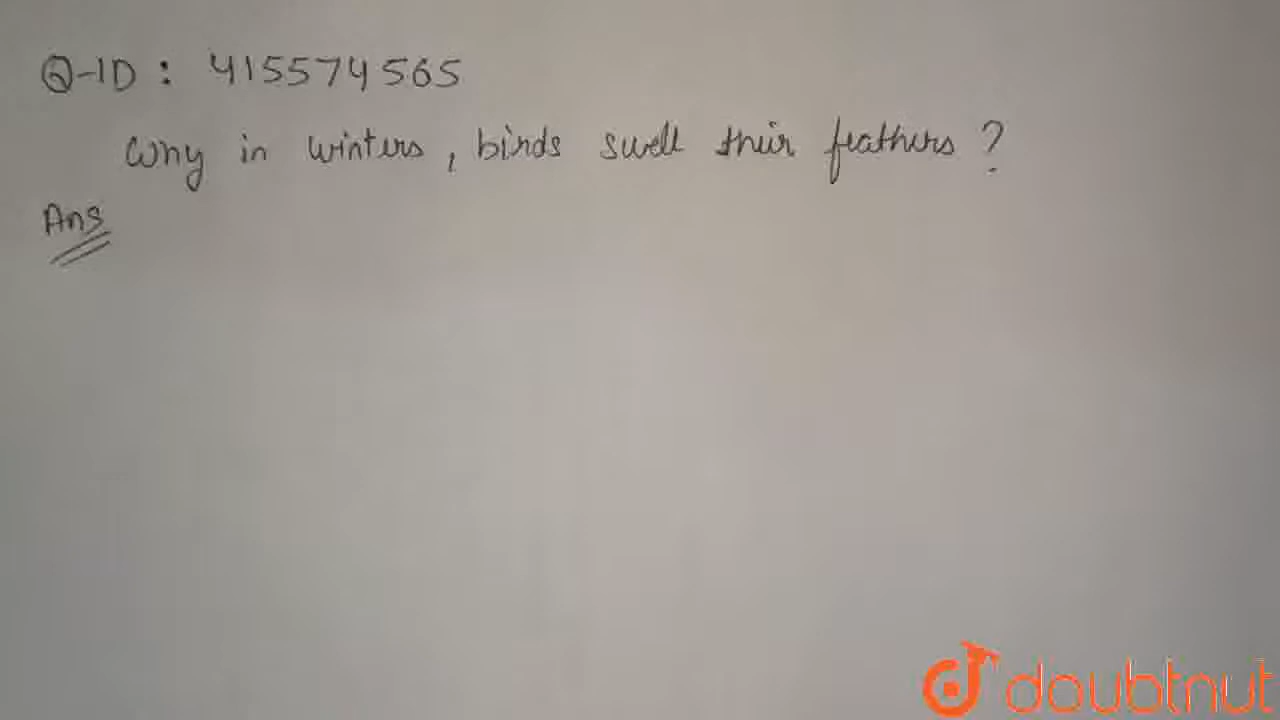 Q-ID : 415574565
Why in winters, birds swell their feathers ?
Ans
doubtnut